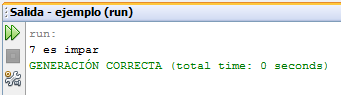 Salida - ejemplo (run)
run:
7 es impar
GENERACIÓN CORRECTA (total time: 0 seconds)